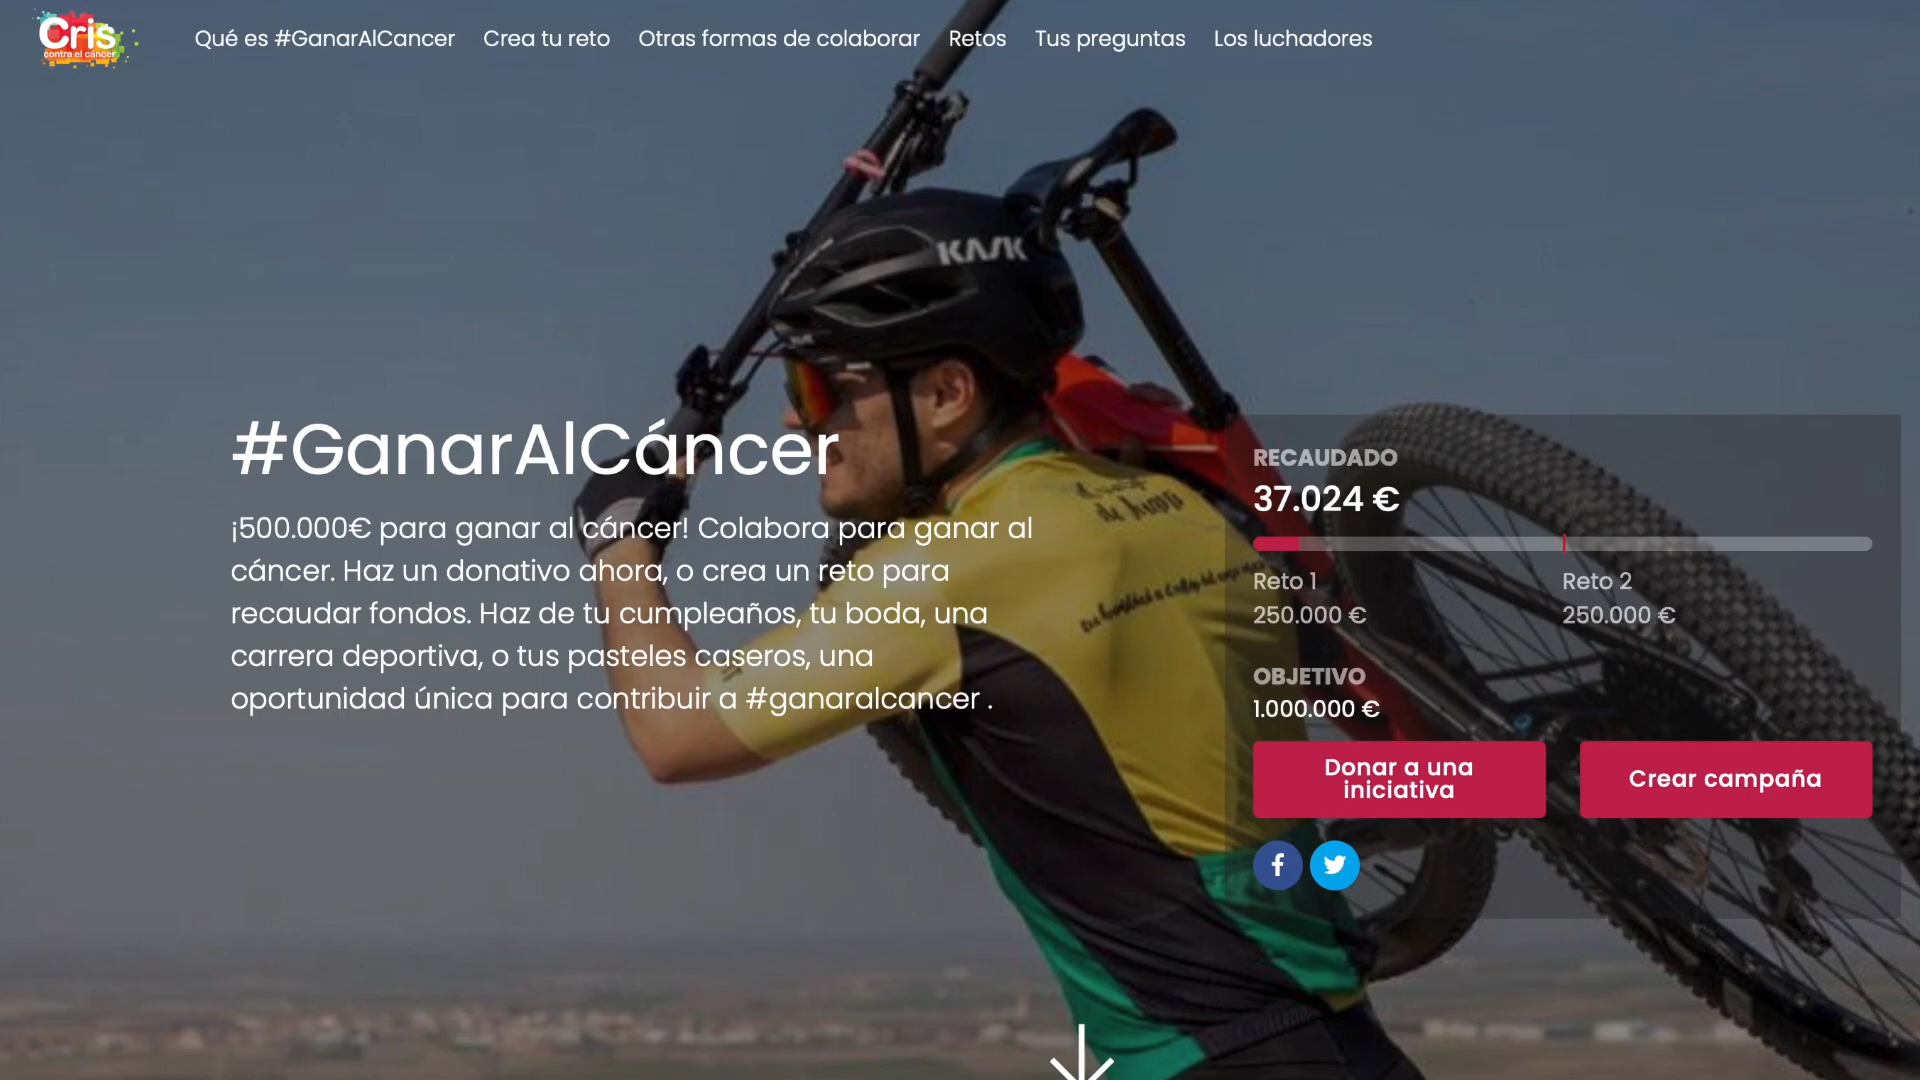 Cris
contra el cáncer
Qué es #GanarAlCancer
Crea tu reto
Otras formas de colaborar
Retos
Tus preguntas
Los luchadores
KASK
#GanarAlCáncer
¡500.000€ para ganar al cáncer! Colabora para ganar al
cáncer. Haz un donativo ahora, o crea un reto para
recaudar fondos. Haz de tu cumpleaños, tu boda, una
carrera deportiva, o tus pasteles caseros, una
oportunidad única para contribuir a #ganaralcancer .
RECAUDADO
37.024 €
Reto 1
250.000 €
Reto 2
250.000 €
OBJETIVO
1.000.000 €
Donar a una
iniciativa
Crear campaña